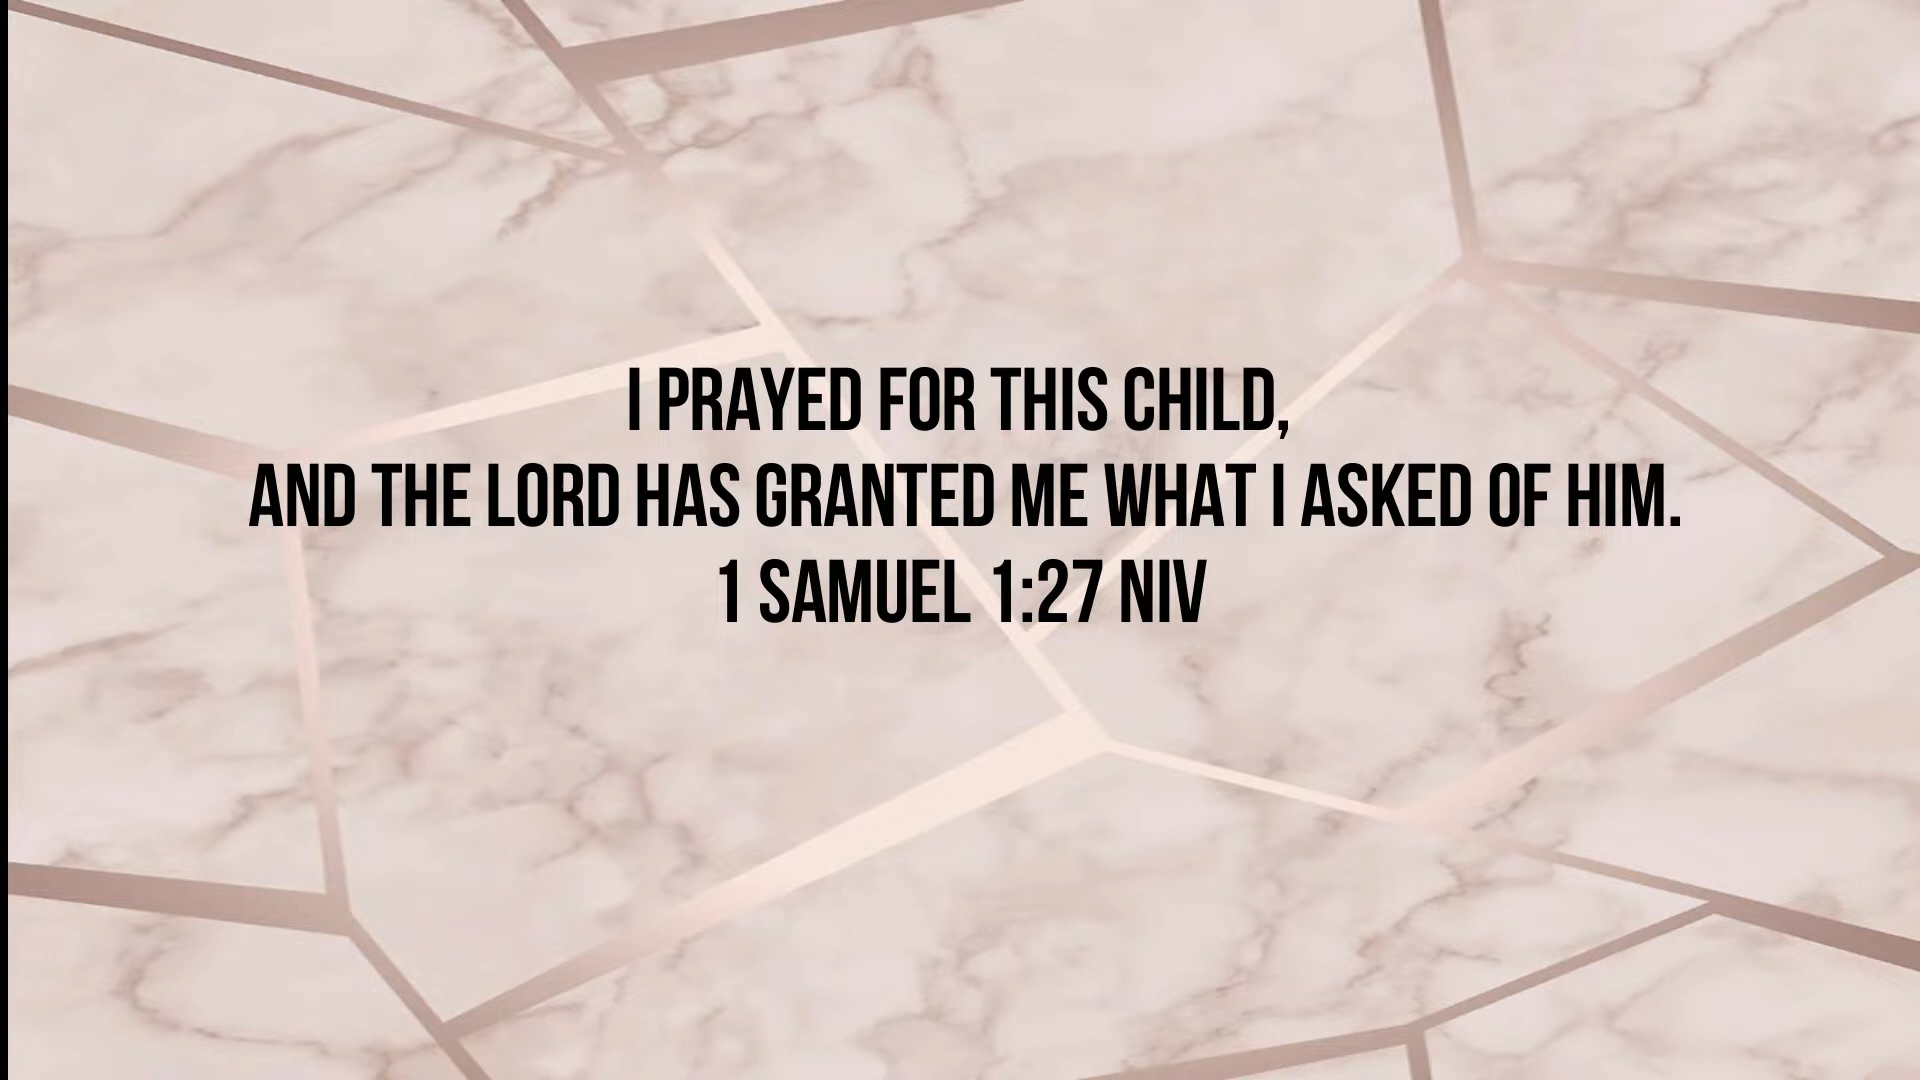 I PRAYED FOR THIS CHILD,
AND THE LORD HAS GRANTED ME WHAT I ASKED OF HIM.
1 SAMUEL 1:27 NIV